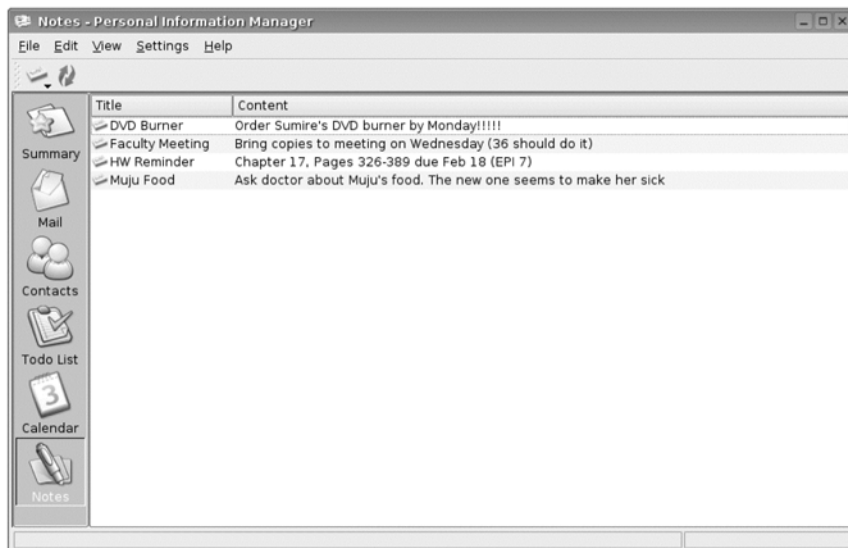 Notes - Personal Information Manager
File Edit View Settings Help
Title Content
DVD Burner Order Sumire's DVD burner by Monday!!!!!
Faculty Meeting Bring copies to meeting on Wednesday (36 should do it)
HW Reminder Chapter 17, Pages 326-389 due Feb 18 (EPI 7)
Muju Food Ask doctor about Muju's food. The new one seems to make her sick
Summary
Mail
Contacts
Todo List
3
Calendar
Notes